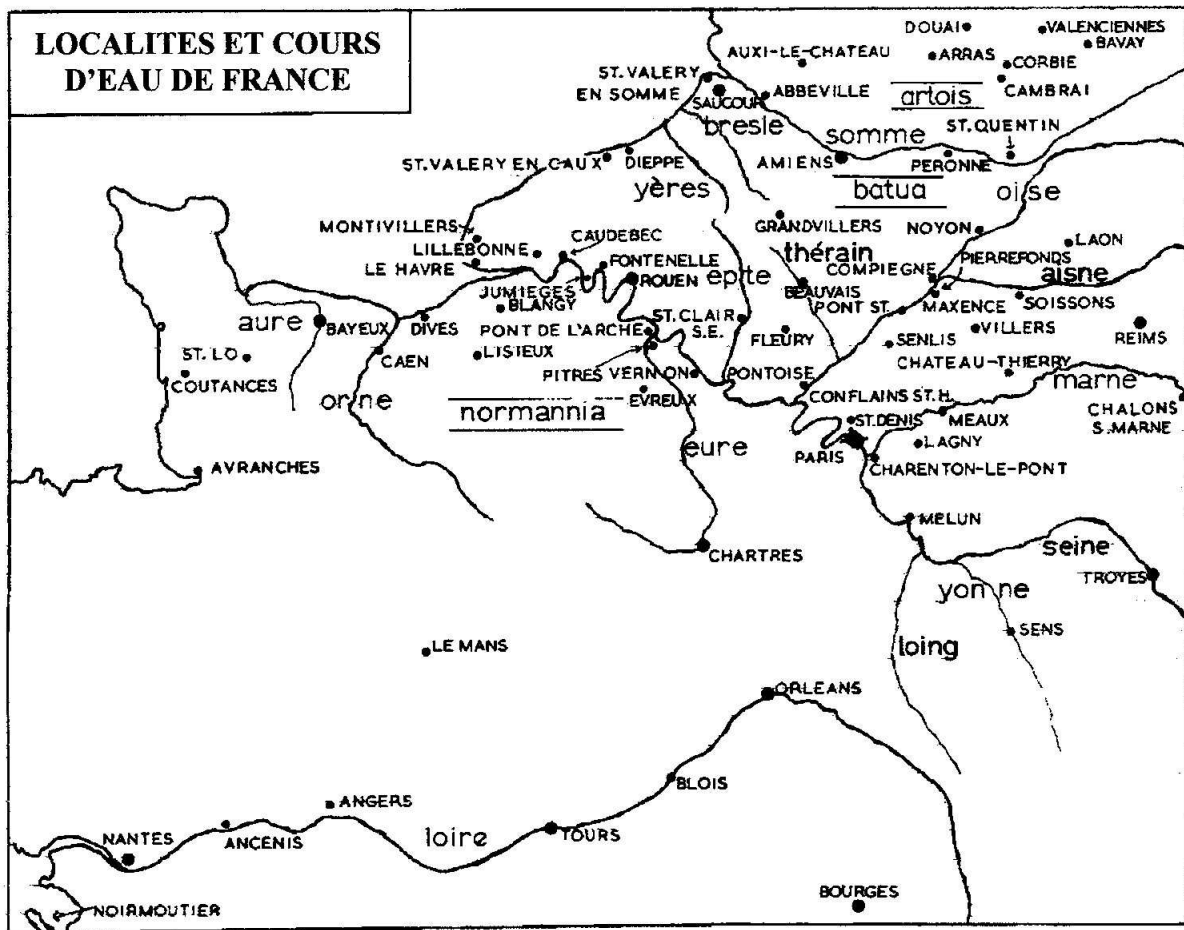 LOCALITES ET COURS
D'EAU DE FRANCE
DOUAI
VALENCIENNES
BAVAY
AUXI-LE-CHATEAU
ARRAS
CORBIE
ST. VALERY
EN SOMME
SAUCOUR
ABBEVILLE
artois
CAMBRAI
bresle
somme
ST. QUENTIN
ST. VALERY EN CAUX
DIEPPE
AMIENS
PERONNE
yères
batua
oise
MONTIVILLERS
GRANDVILLERS
NOYON
LILLEBONNE
CAUDEBEC
thérain
LAON
LE HAVRE
FONTENELLE
epte
COMPIEGNE
PIERREFONDS
aisne
JUMIEGES
ROUEN
BEAUVAIS
BLANGY
PONT ST.
MAXENCE
SOISSONS
aure
BAYEUX
DIVES
PONT DE L'ARCHE
ST. CLAIR
S.E.
FLEURY
VILLERS
SENLIS
REIMS
ST. LO
CAEN
LISIEUX
CHATEAU-THIERRY
COUTANCES
PITRES
VERNON
PONTOISE
marne
orne
normannia
EVREUX
CONFLAINS ST. H.
CHALONS
S. MARNE
ST. DENIS
MEAUX
eure
LAGNY
PARIS
AVRANCHES
CHARENTON-LE-PONT
MELUN
CHARTRES
seine
yonne
TROYES
SENS
LE MANS
loing
ORLEANS
BLOIS
ANGERS
loire
TOURS
NANTES
ANCENIS
BOURGES
NOIRMOUTIER